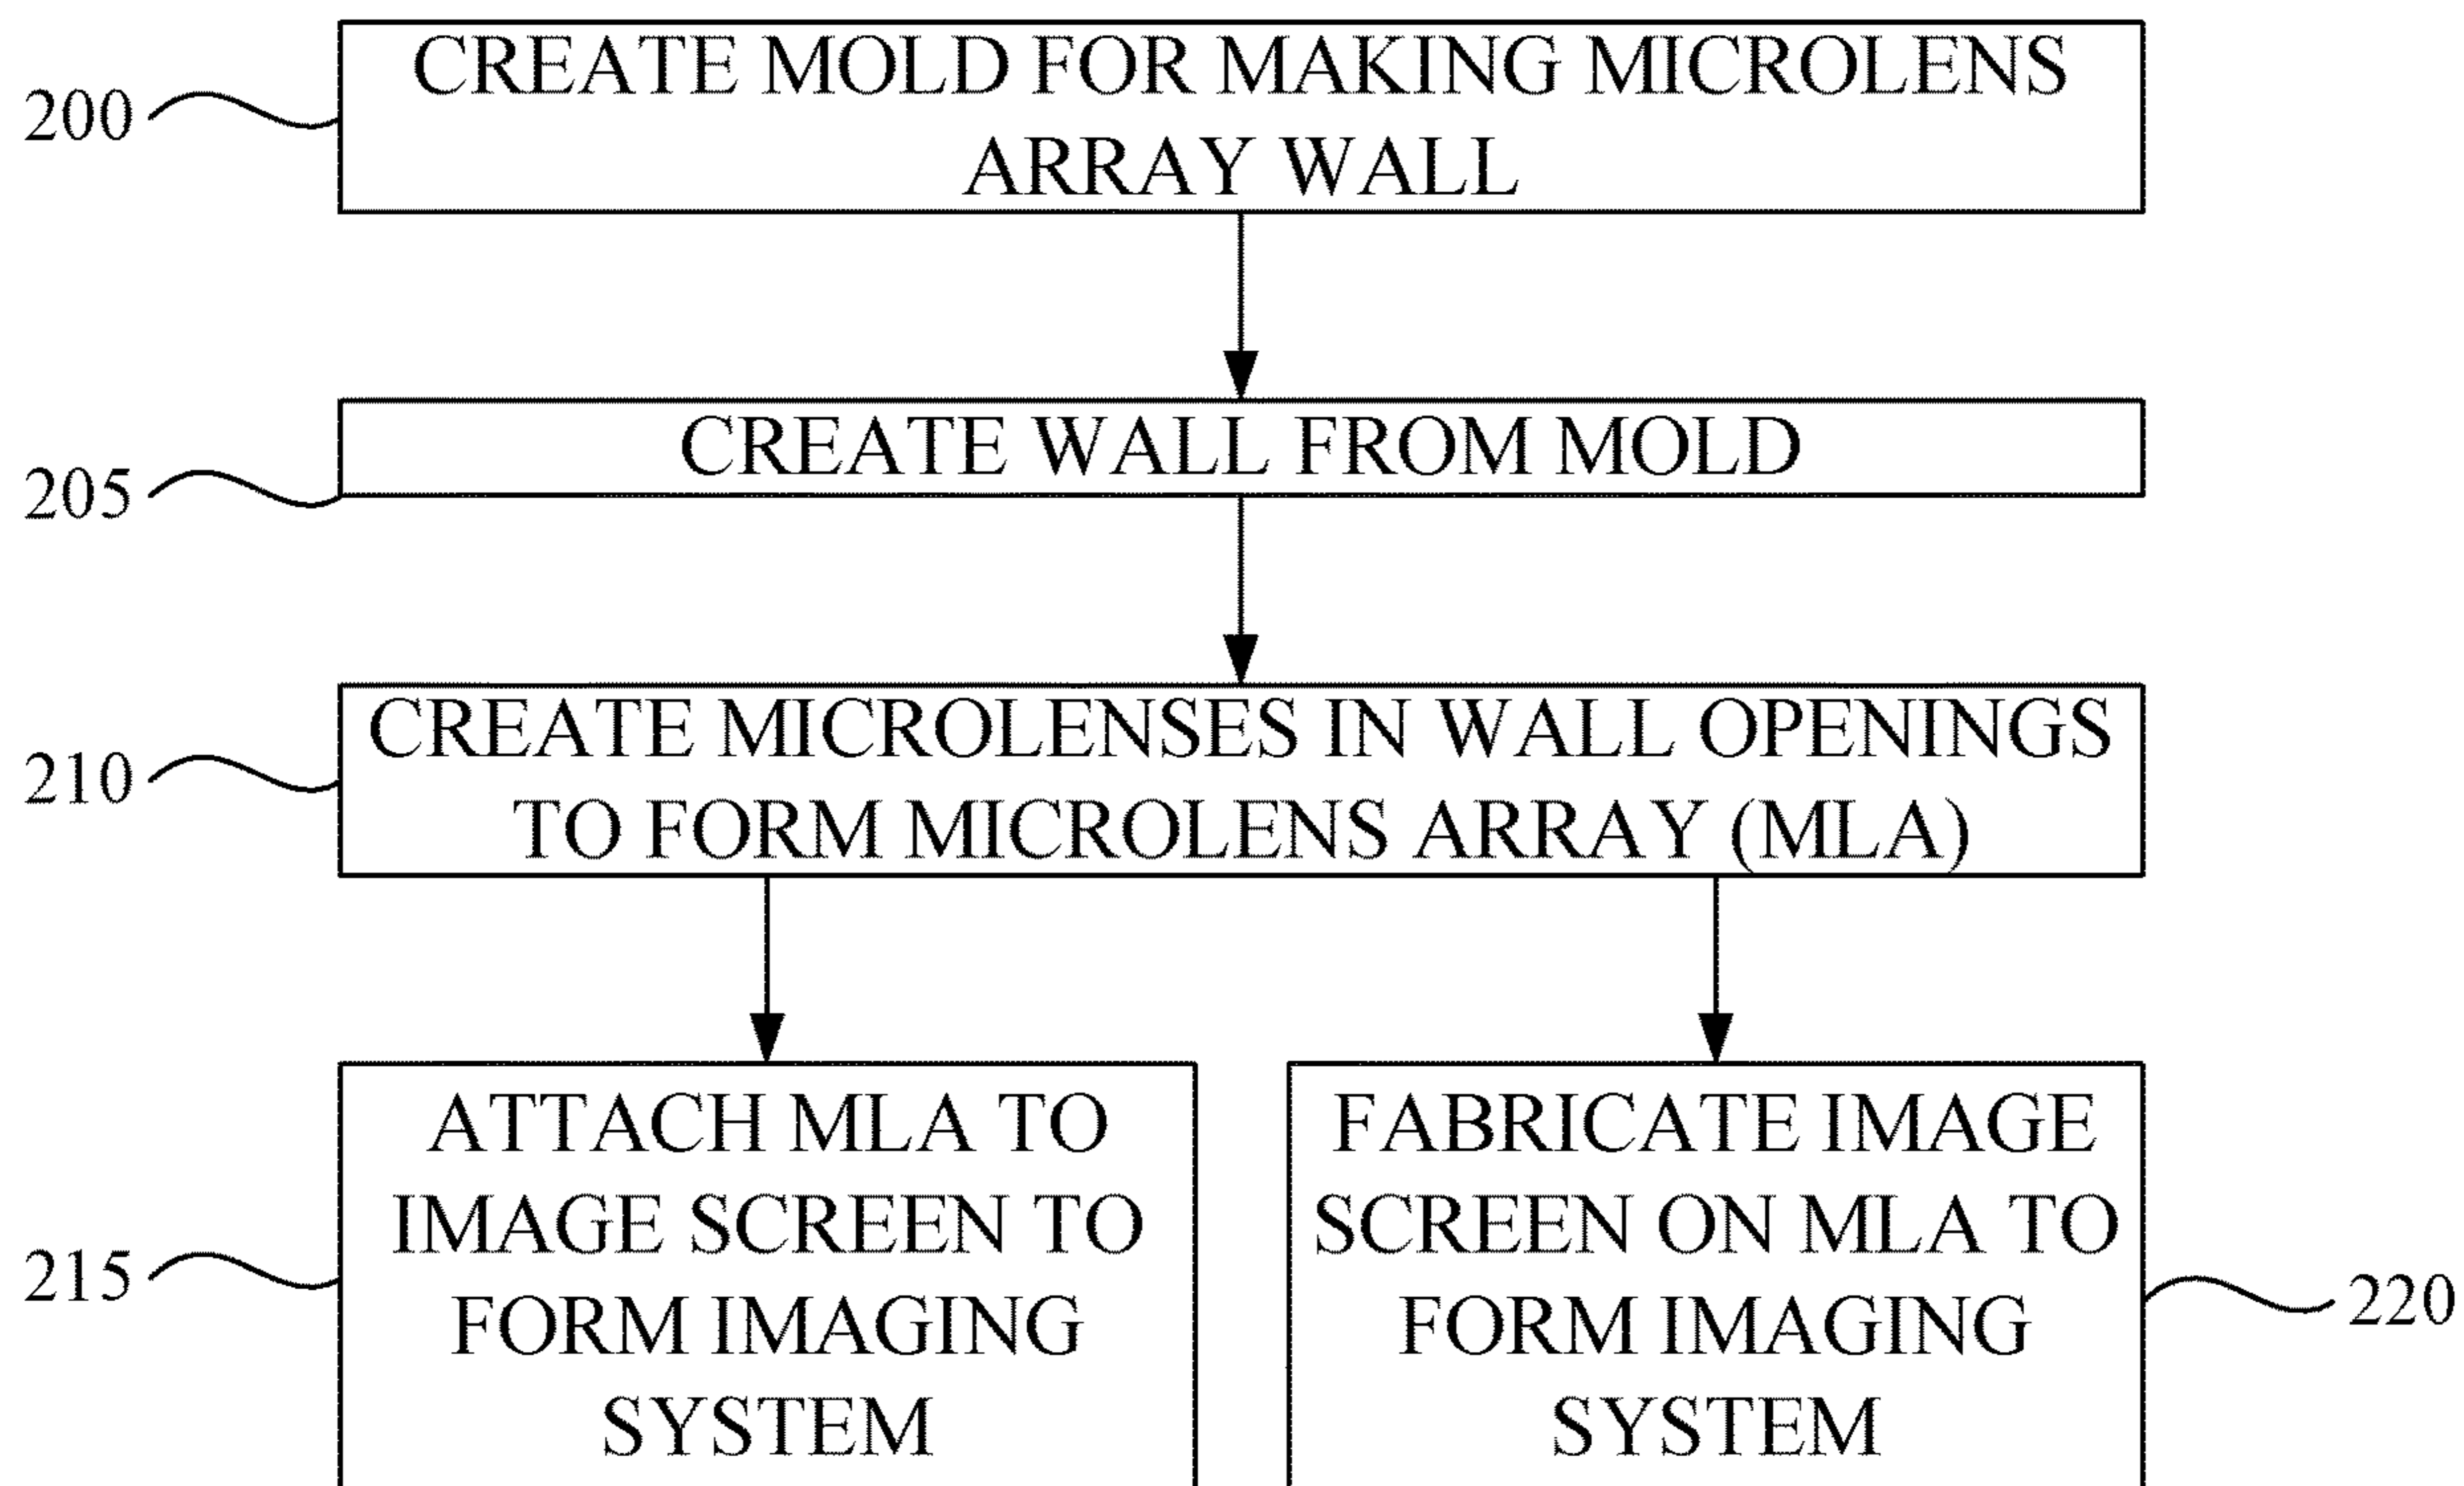 200
CREATE MOLD FOR MAKING MICROLENS
ARRAY WALL
205
CREATE WALL FROM MOLD
210
CREATE MICROLENSES IN WALL OPENINGS
TO FORM MICROLENS ARRAY (MLA)
215
ATTACH MLA TO
IMAGE SCREEN TO
FORM IMAGING
SYSTEM
FABRICATE IMAGE
SCREEN ON MLA TO
FORM IMAGING
SYSTEM
220